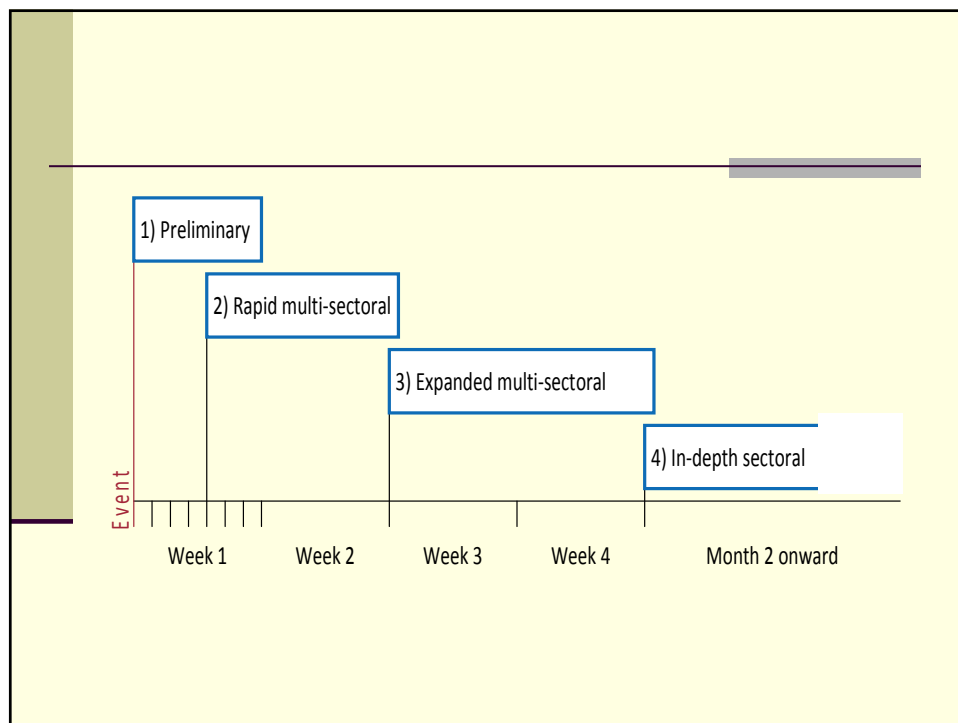 1) Preliminary
2) Rapid multi-sectoral
3) Expanded multi-sectoral
4) In-depth sectoral
Event
Week 1 Week 2 Week 3 Week 4 Month 2 onward